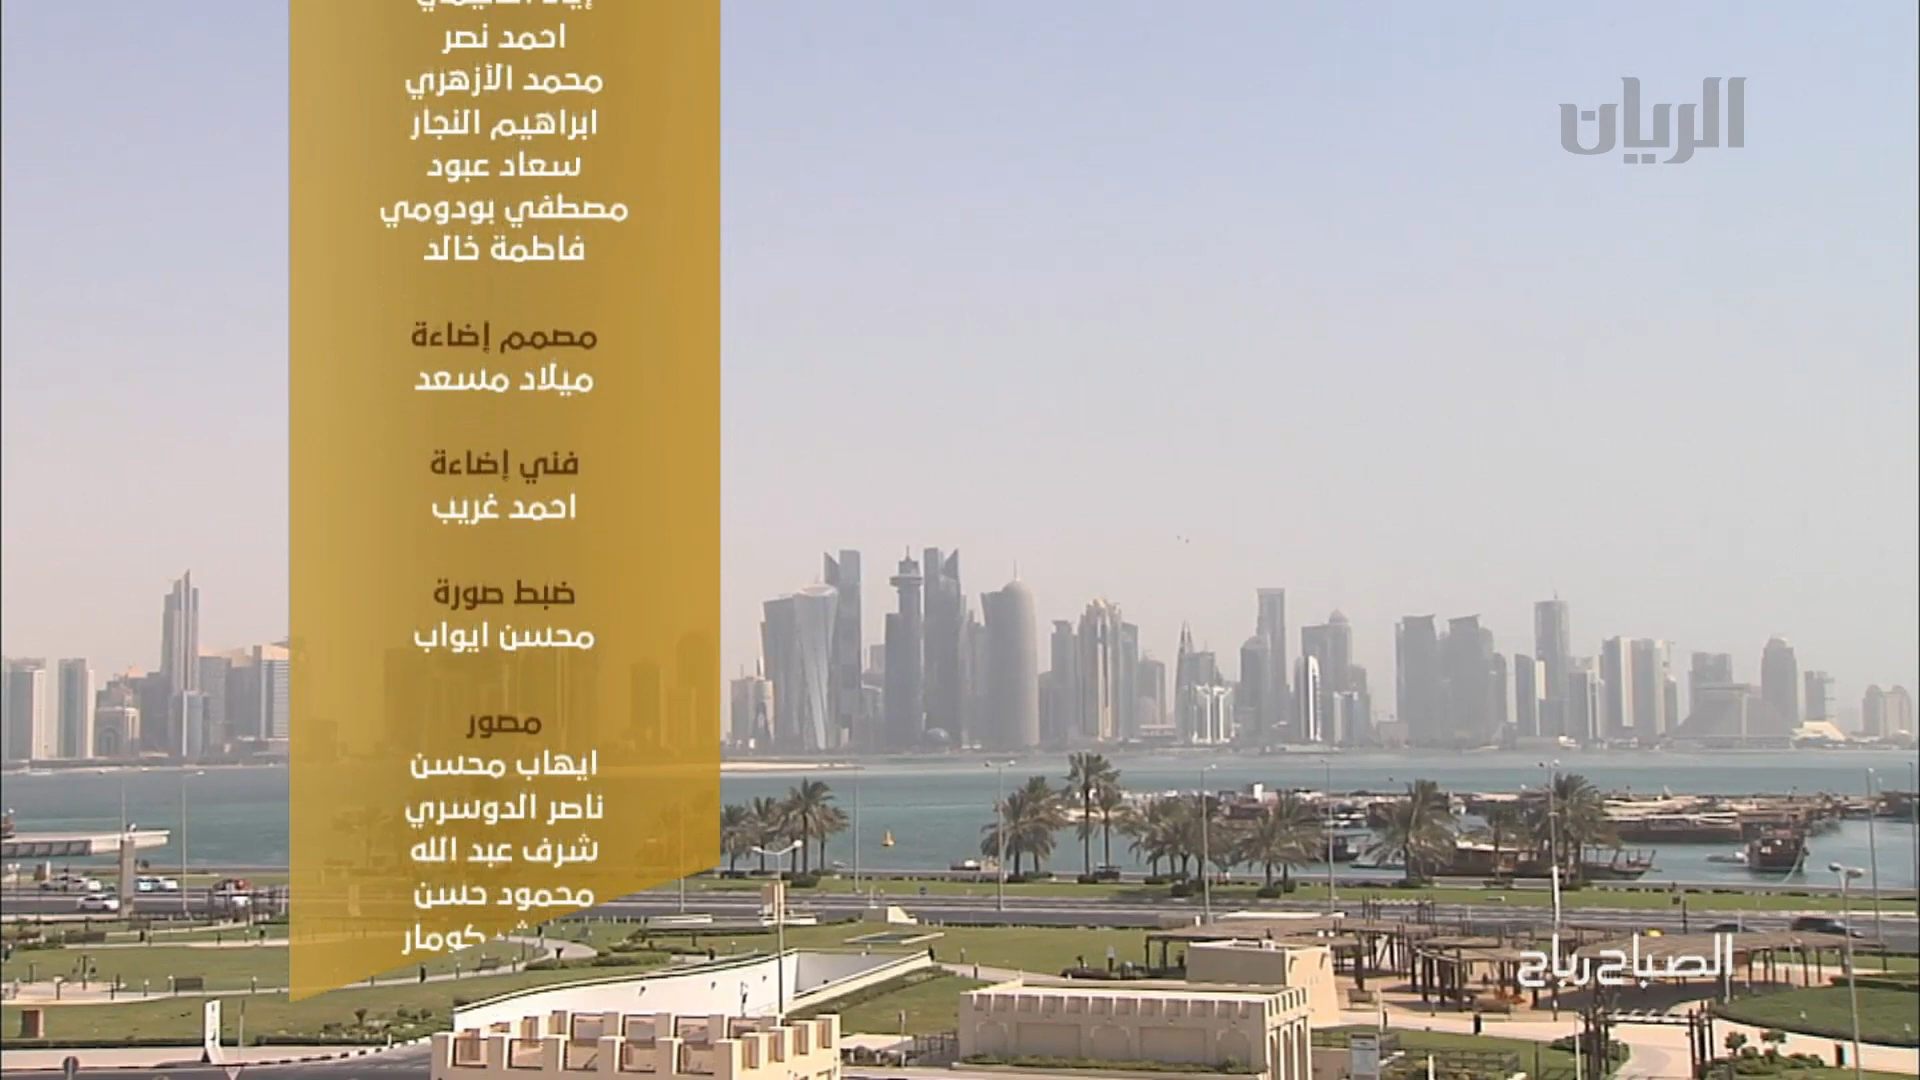 احمد نصر
محمد الأزهري
ابراهيم النجار
سعاد عبود
مصطفي بودومي
فاطمة خالد
مصمم إضاءة
ميلاد مسعد
فني إضاءة
احمد غريب
ضبط صورة
محسن ايواب
مصور
ايهاب محسن
ناصر الدوسري
شرف عبد الله
محمود حسن
كومار
الريان
الصباح رباح